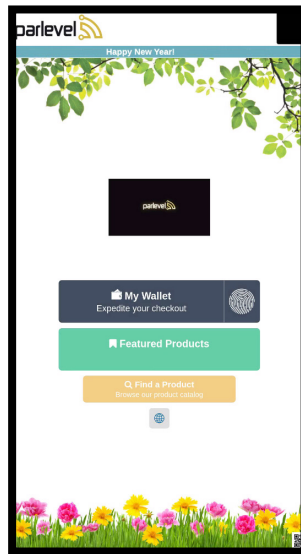 parlevel
Happy New Year!
parlevel
My Wallet
Expedite your checkout
Featured Products
Find a Product
Browse our product catalog